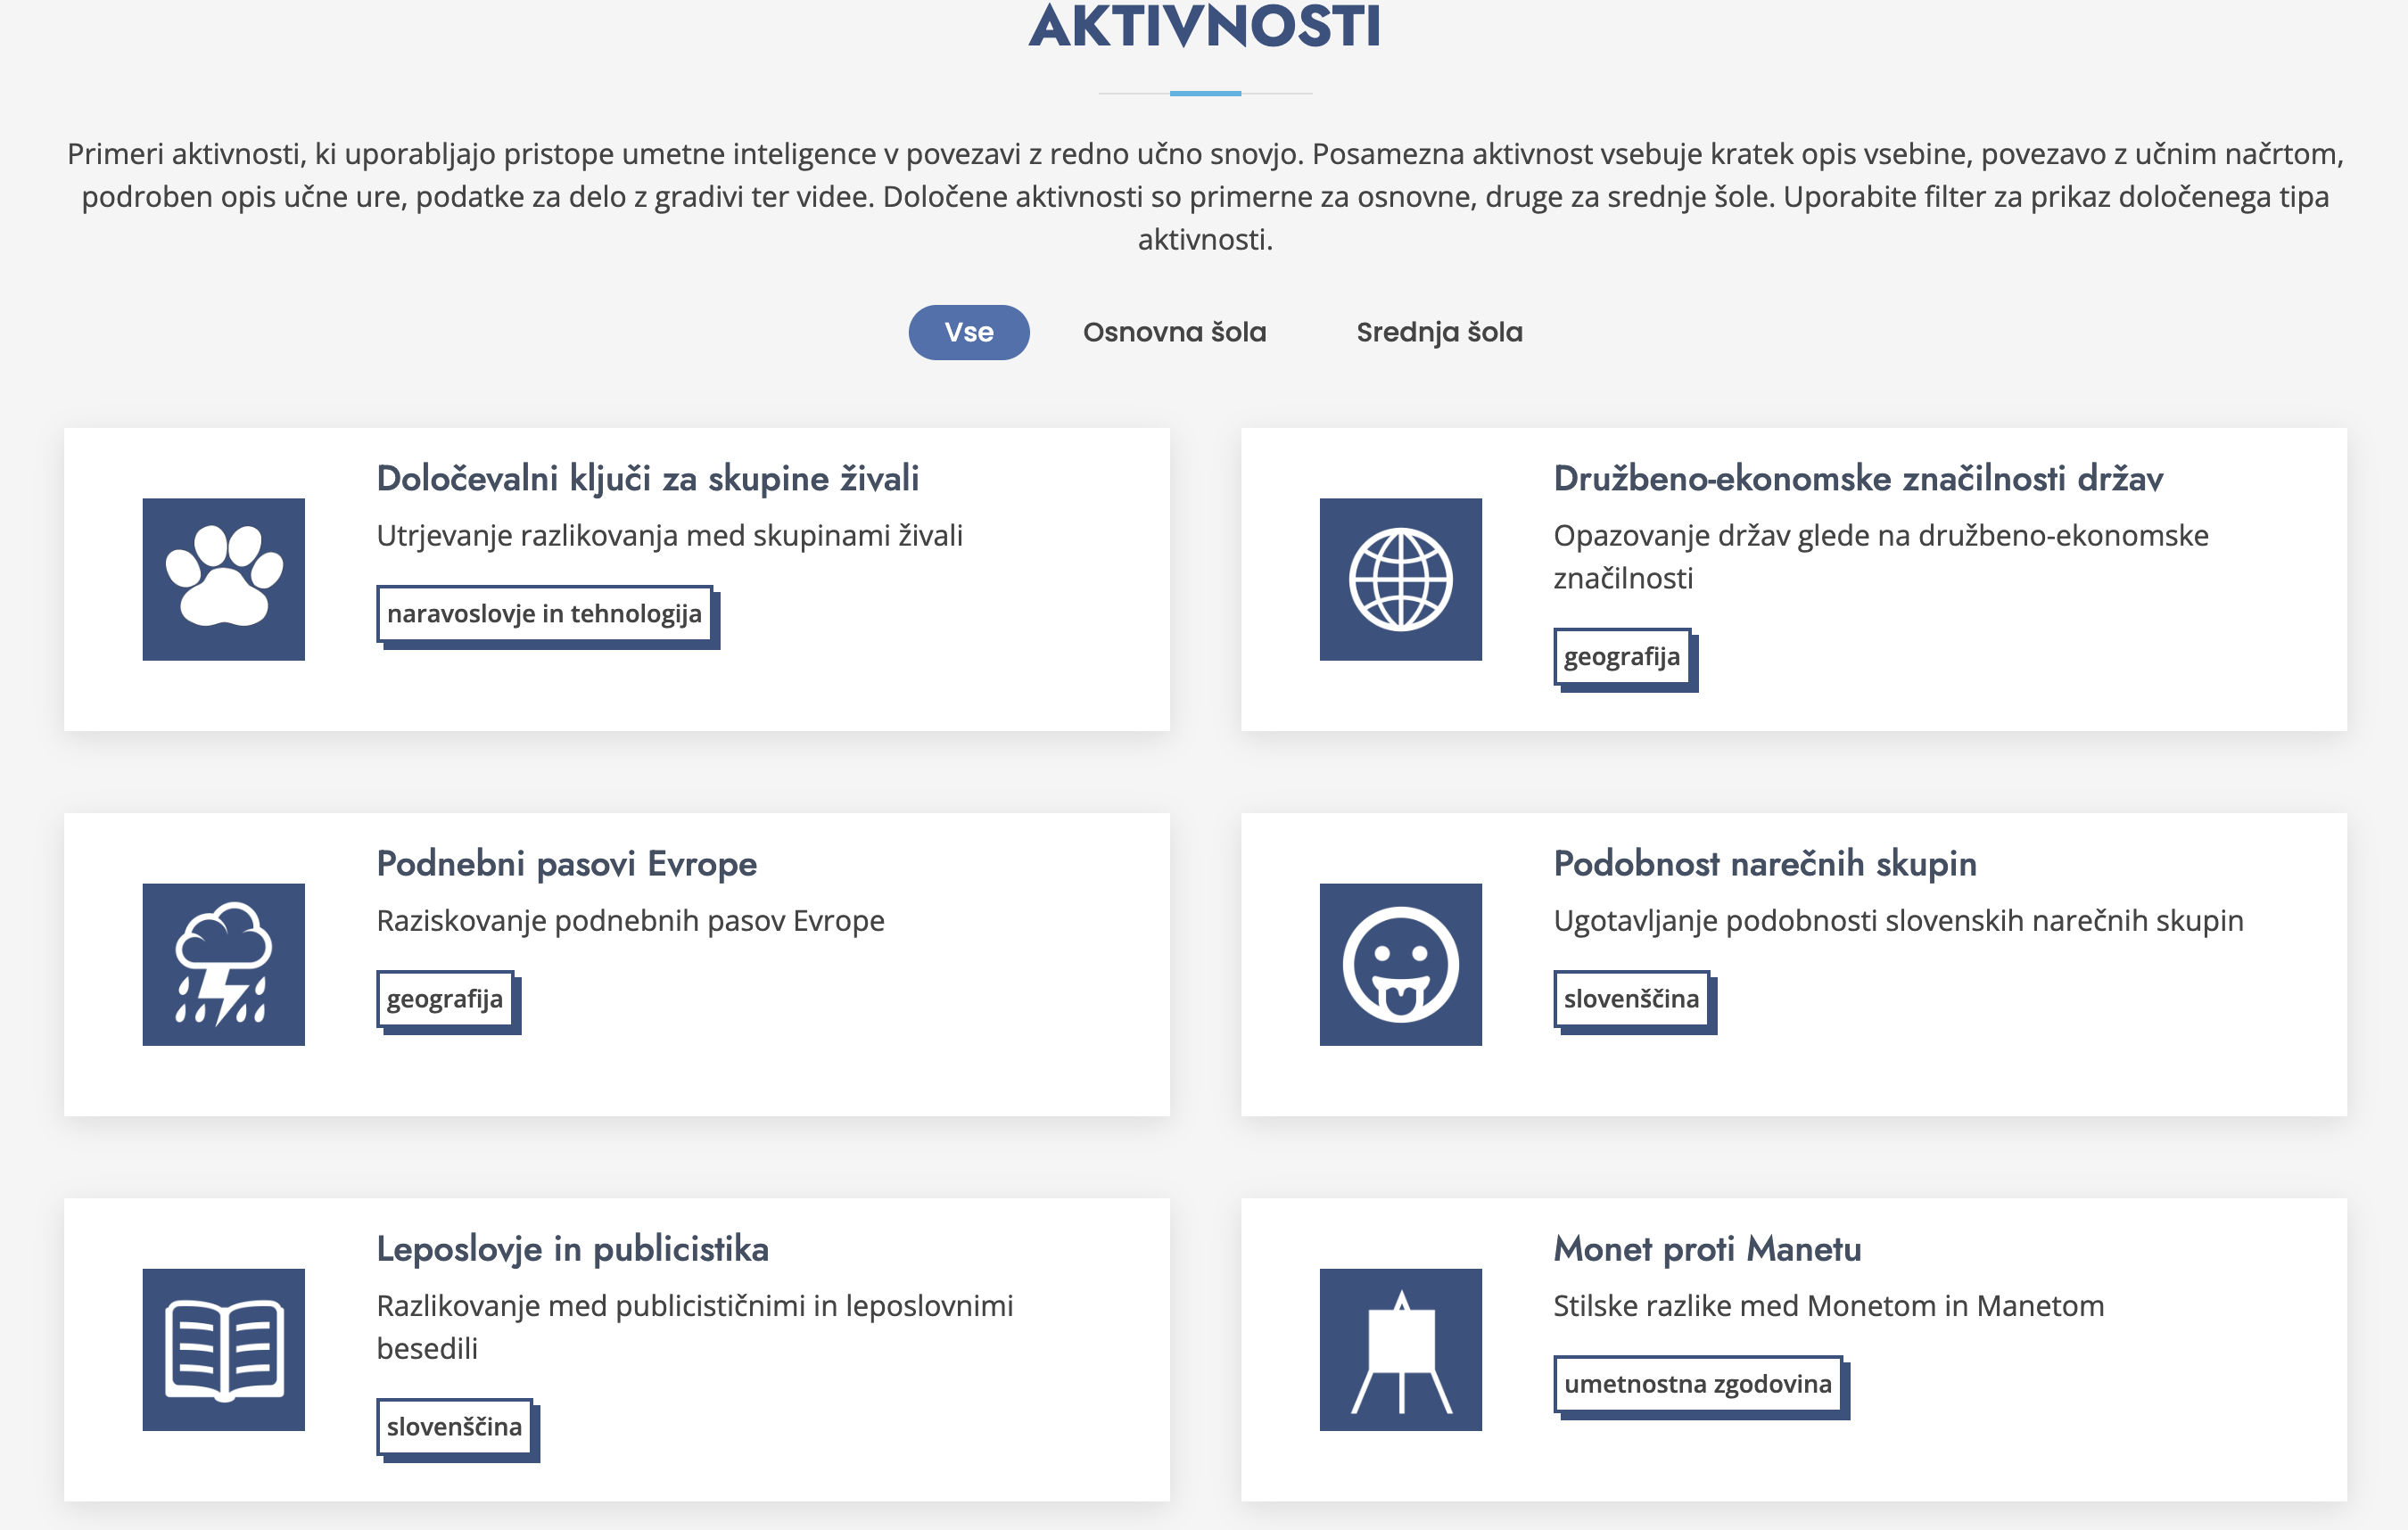 AKTIVNOSTI
Primeri aktivnosti, ki uporabljajo pristope umetne inteligence v povezavi z redno učno snovjo. Posamezna aktivnost vsebuje kratek opis vsebine, povezavo z učnim načrtom,
podroben opis učne ure, podatke za delo z gradivi ter videe. Določene aktivnosti so primerne za osnovne, druge za srednje šole. Uporabite filter za prikaz določenega tipa
aktivnosti.
Vse
Osnovna šola
Srednja šola
Določevalni ključi za skupine živali
Utrjevanje razlikovanja med skupinami živali
naravoslovje in tehnologija
Družbeno-ekonomske značilnosti držav
Opazovanje držav glede na družbeno-ekonomske
značilnosti
geografija
Podnebni pasovi Evrope
Raziskovanje podnebnih pasov Evrope
geografija
Podobnost narečnih skupin
Ugotavljanje podobnosti slovenskih narečnih skupin
slovenščina
Leposlovje in publicistika
Razlikovanje med publicističnimi in leposlovnimi
besedili
slovenščina
Monet proti Manetu
Stilske razlike med Monetom in Manetom
umetnostna zgodovina